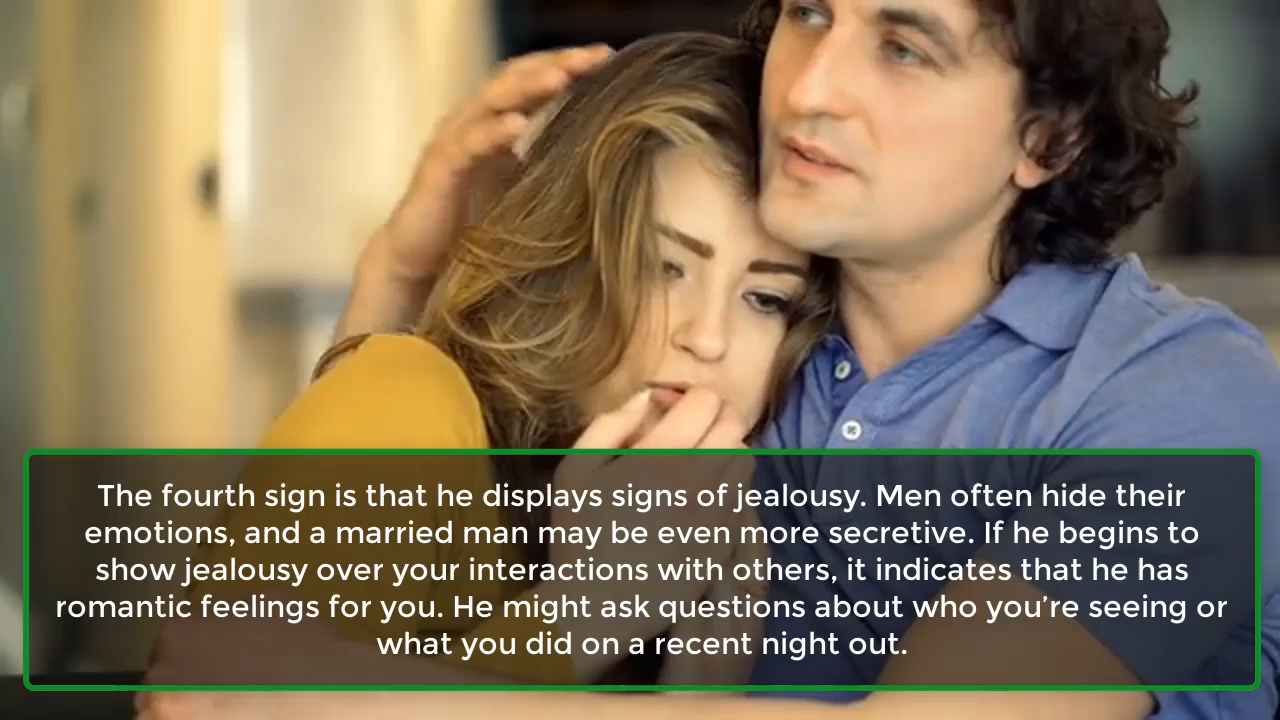 The fourth sign is that he displays signs of jealousy. Men often hide their
emotions, and a married man may be even more secretive. If he begins to
show jealousy over your interactions with others, it indicates that he has
romantic feelings for you. He might ask questions about who you’re seeing or
what you did on a recent night out.